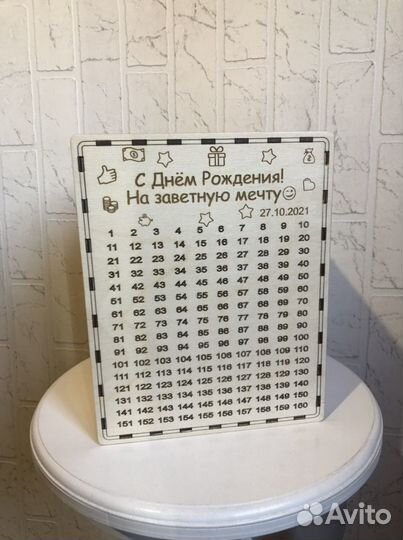 С Днём Рождения!
На заветную мечту
27.10.2021
1 2 3 4 5 6 7 8 9 10
11 12 13 14 15 16 17 18 19 20
21 22 23 24 25 26 27 28 29 30
31 32 33 34 35 36 37 38 39 40
41 42 43 44 45 46 47 48 49 50
51 52 53 54 55 56 57 58 59 60
61 62 63 64 65 66 67 68 69 70
71 72 73 74 75 76 77 78 79 80
81 82 83 84 85 86 87 88 89 90
91 92 93 94 95 96 97 98 99 100
101 102 103 104 105 106 107 108 109 110
111 112 113 114 115 116 117 118 119 120
121 122 123 124 125 126 127 128 129 130
131 132 133 134 135 136 137 138 139 140
141 142 143 144 145 146 147 148 149 150
151 152 153 154 155 156 157 158 159 160
Avito